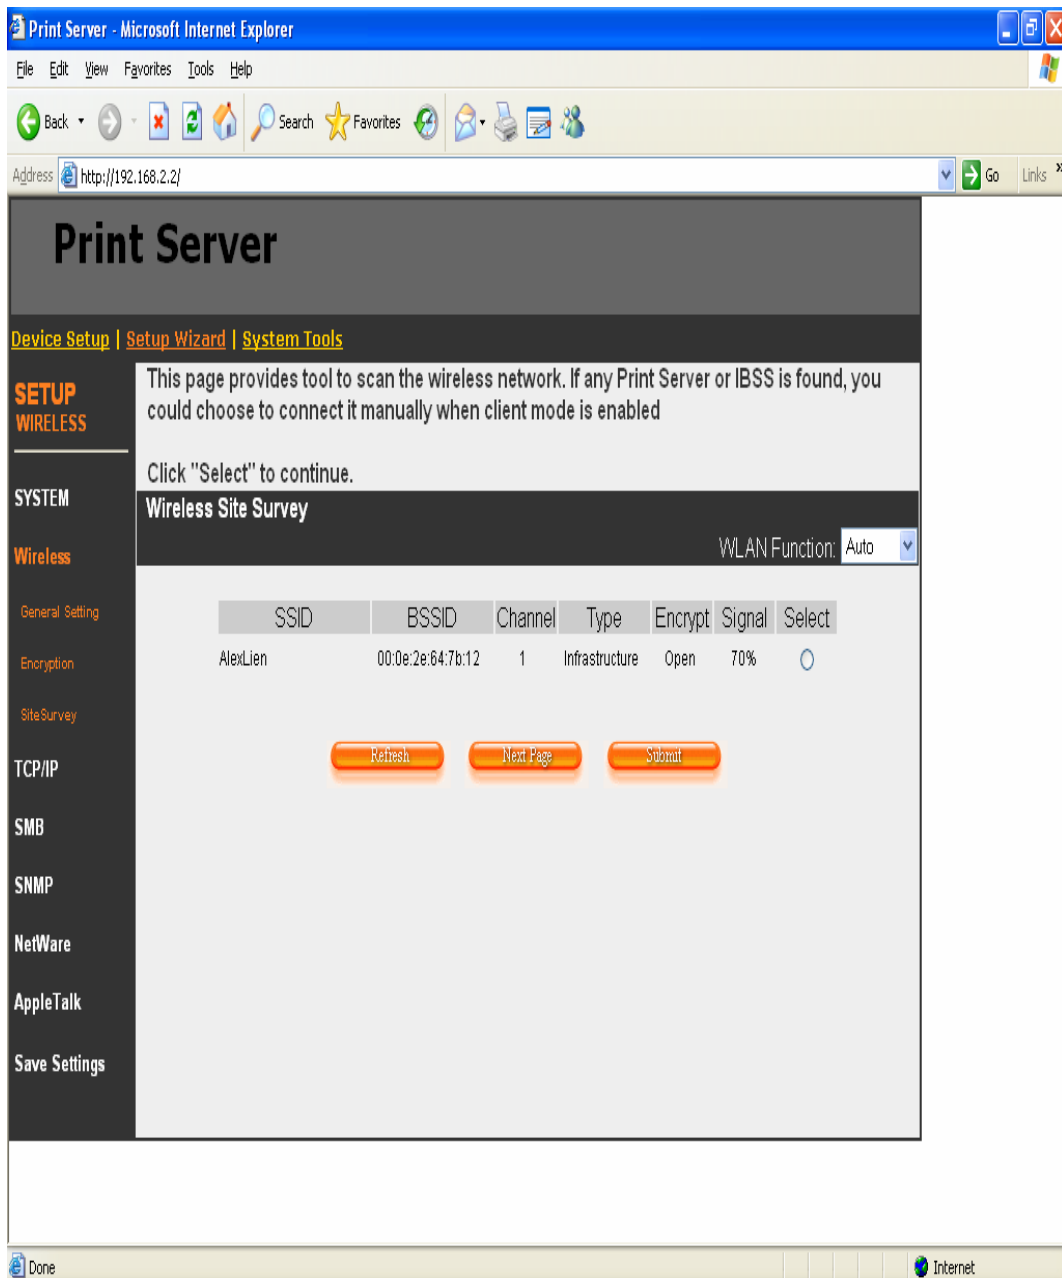 Print Server - Microsoft Internet Explorer
File Edit View Favorites Tools Help
Back Search Favorites
Address http://192.168.2.2/ Go Links »
Print Server
Device Setup | Setup Wizard | System Tools
SETUP
WIRELESS
SYSTEM
Wireless
General Setting
Encryption
SiteSurvey
TCP/IP
SMB
SNMP
NetWare
AppleTalk
Save Settings
This page provides tool to scan the wireless network. If any Print Server or IBSS is found, you
could choose to connect it manually when client mode is enabled
Click "Select" to continue.
Wireless Site Survey
WLAN Function: Auto
SSID BSSID Channel Type Encrypt Signal Select
AlexLien 00:0e:2e:64:7b:12 1 Infrastructure Open 70%
Refresh Next Page Submit
Done Internet